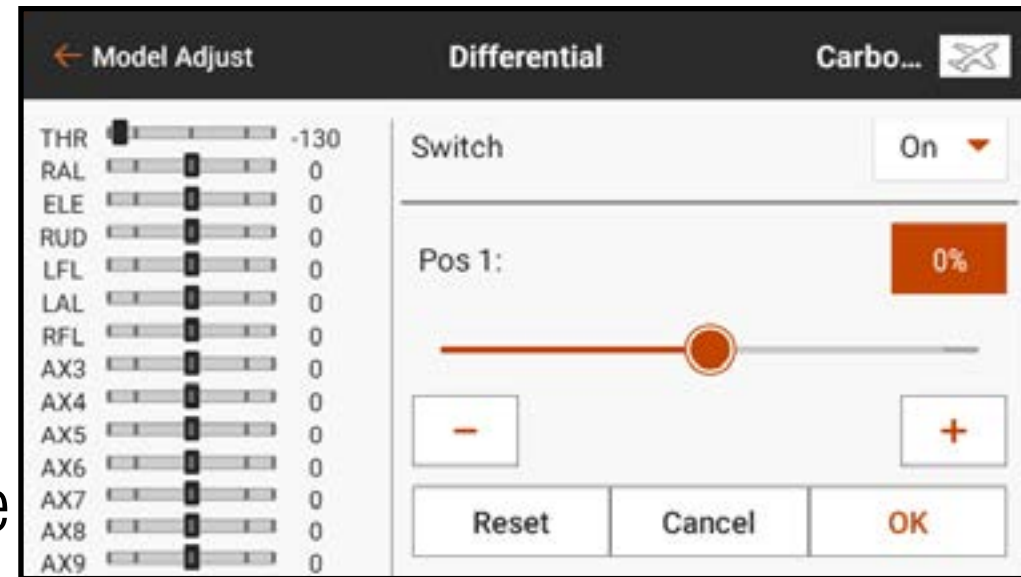 ← Model Adjust Differential Carbo...
THR -130
RAL 0
ELE 0
RUD 0
LFL 0
LAL 0
RFL 0
AX3 0
AX4 0
AX5 0
AX6 0
AX7 0
AX8 0
AX9 0
Switch On
Pos 1: 0%
− +
Reset Cancel OK
e